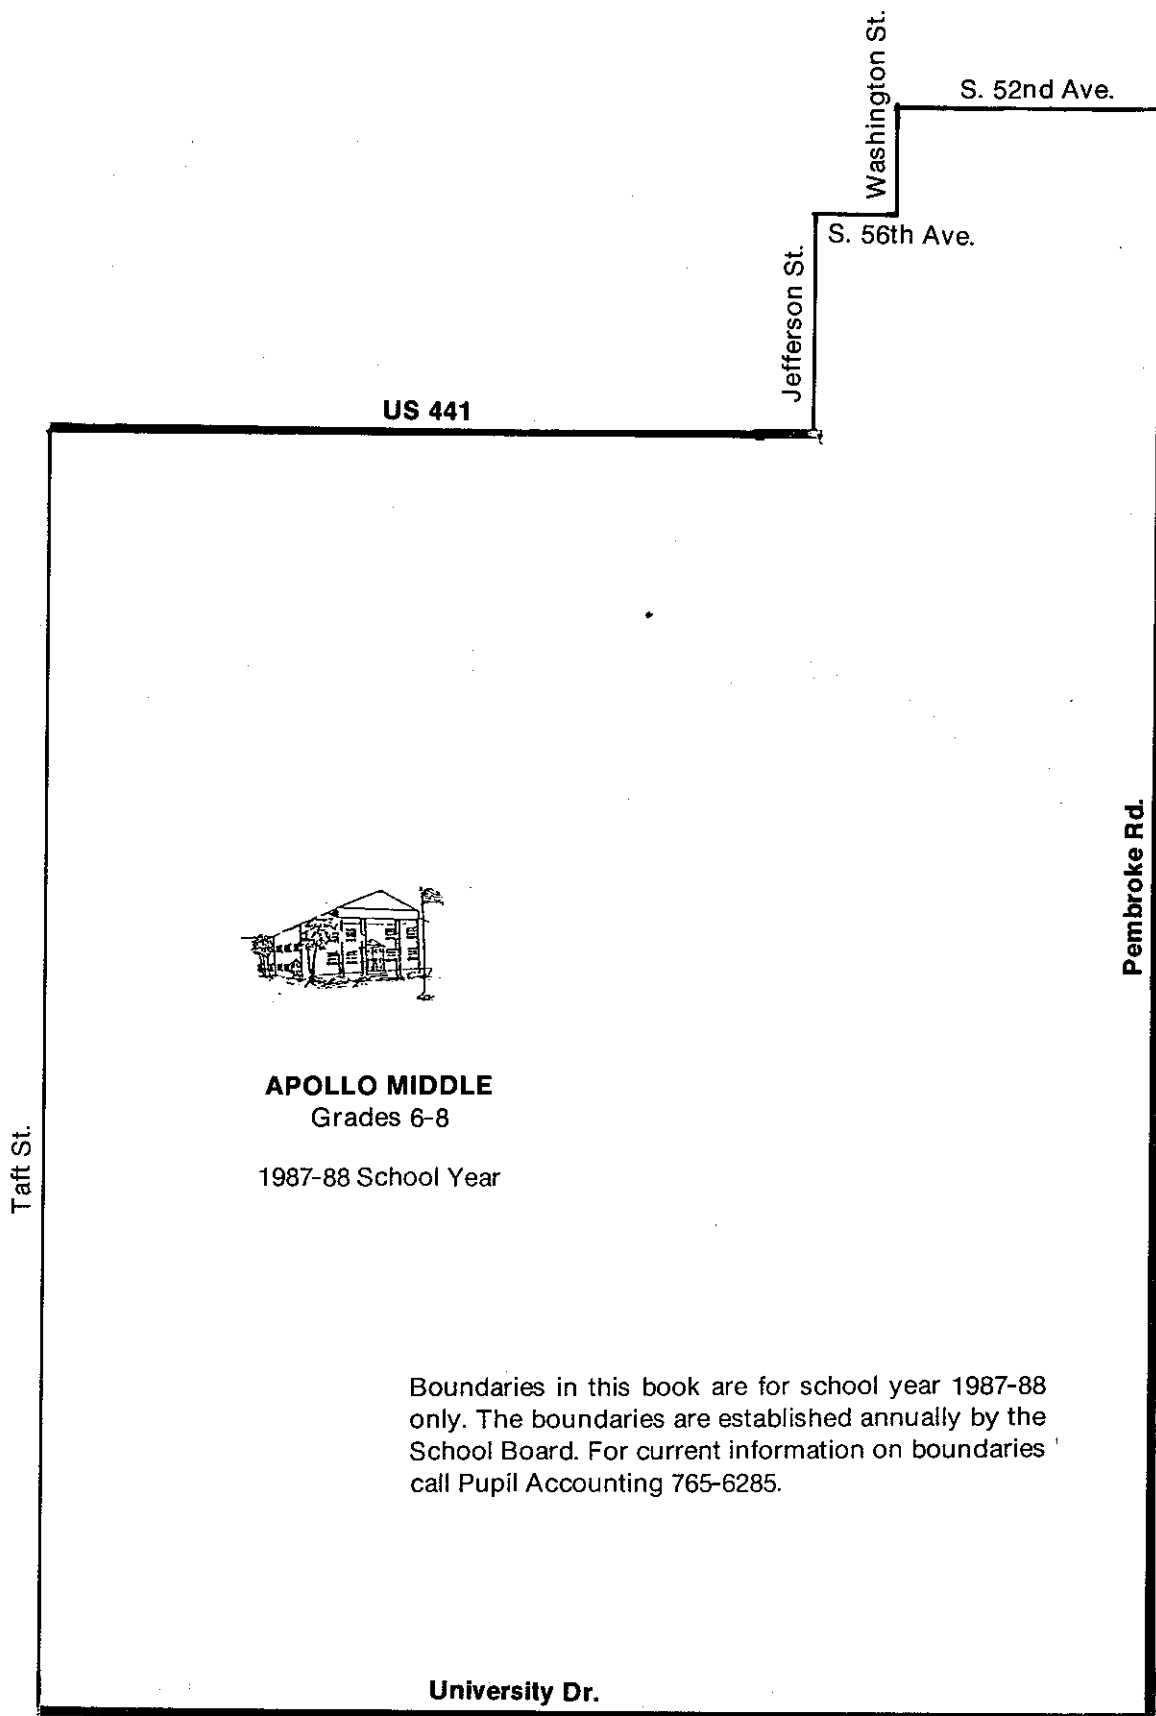 Washington St.
S. 52nd Ave.
S. 56th Ave.
Jefferson St.
US 441
Pembroke Rd.
APOLLO MIDDLE
Grades 6-8
1987-88 School Year
Taft St.
Boundaries in this book are for school year 1987-88
only. The boundaries are established annually by the
School Board. For current information on boundaries
call Pupil Accounting 765-6285.
University Dr.